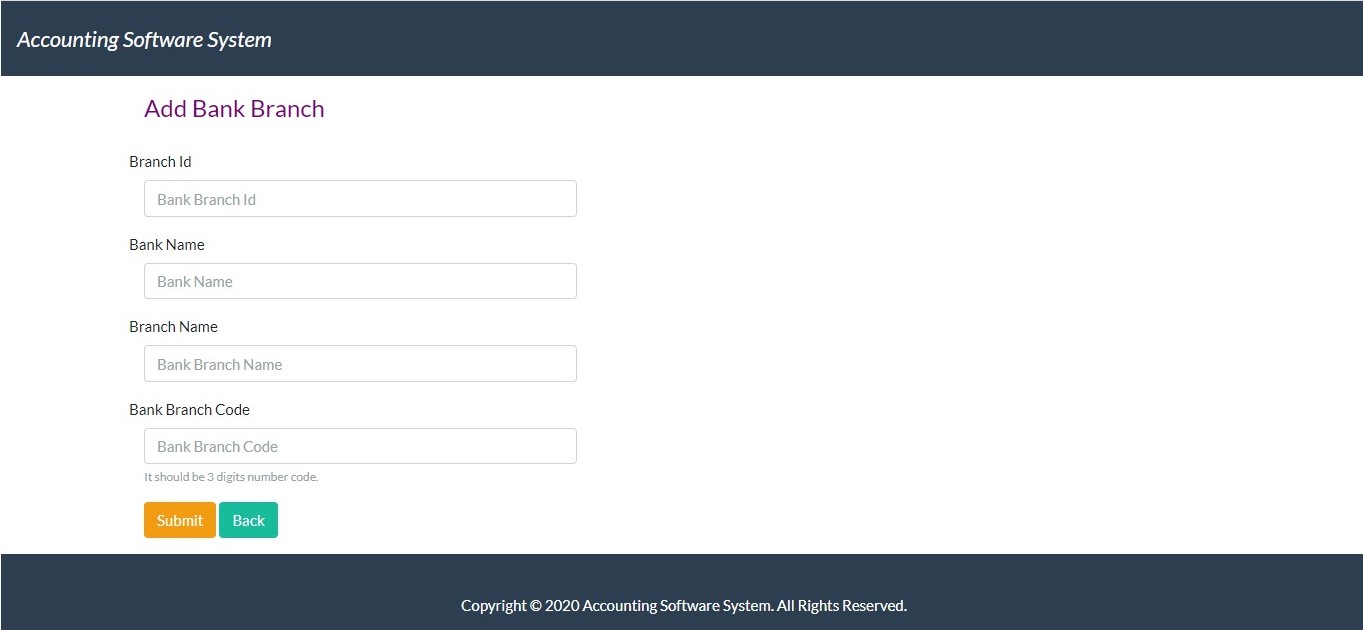 Accounting Software System
Add Bank Branch
Branch Id
Bank Branch Id
Bank Name
Bank Name
Branch Name
Bank Branch Name
Bank Branch Code
Bank Branch Code
It should be 3 digits number code.
Submit Back
Copyright © 2020 Accounting Software System. All Rights Reserved.